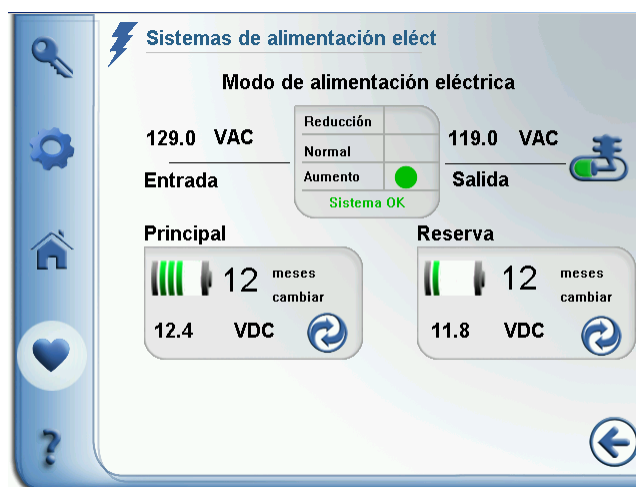 Sistemas de alimentación eléct
Modo de alimentación eléctrica
129.0 VAC
Entrada
Reducción
Normal
Aumento
Sistema OK
119.0 VAC
Salida
Principal
12 meses
cambiar
12.4 VDC
Reserva
12 meses
cambiar
11.8 VDC
?